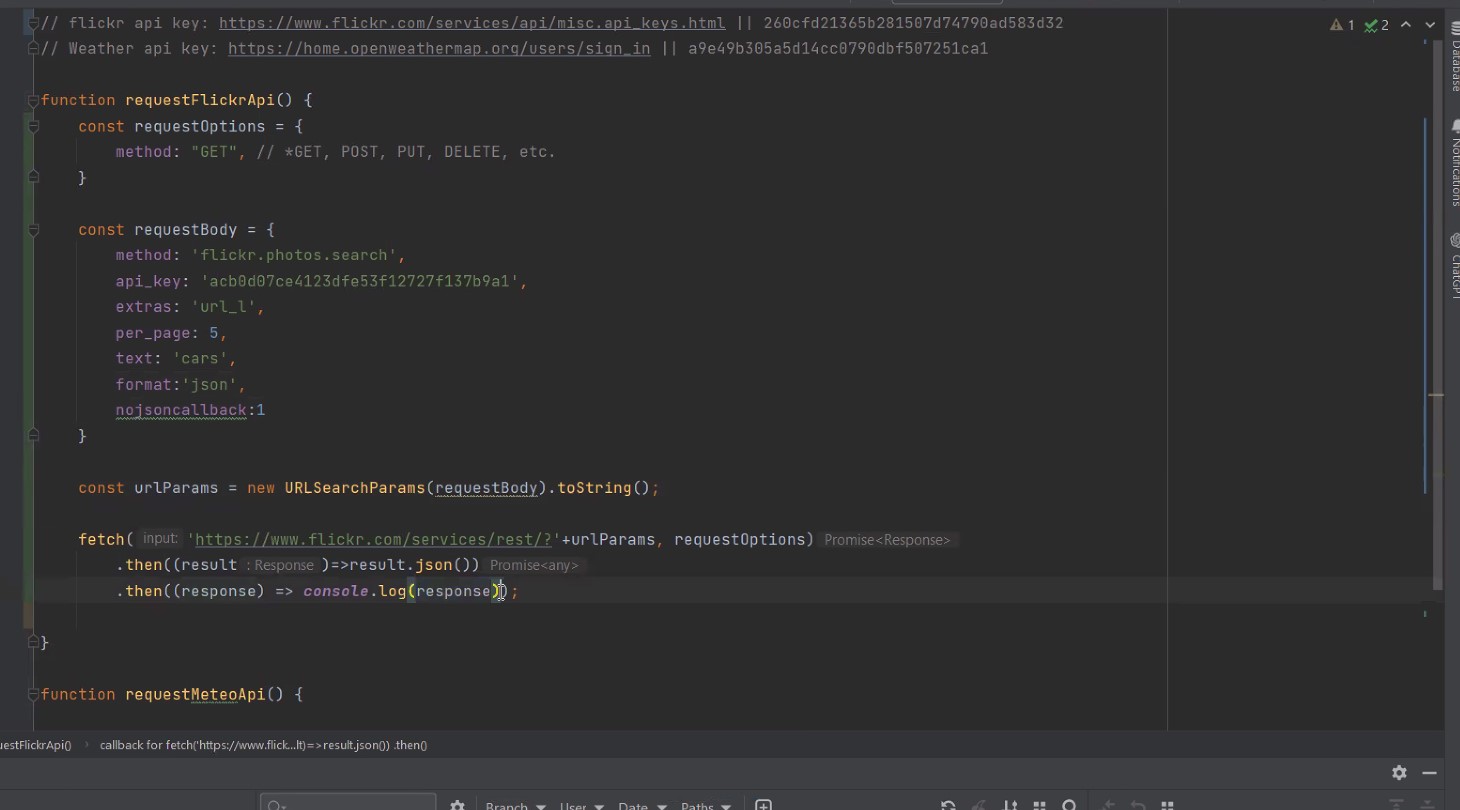 // flickr api key: https://www.flickr.com/services/api/misc.api_keys.html || 260cfd21365b281507d74790ad583d32
1 2
// Weather api key: https://home.openweathermap.org/users/sign_in || a9e49b305a5d14cc0790dbf507251ca1
function requestFlickrApi() {
const requestOptions = {
method: "GET", // *GET, POST, PUT, DELETE, etc.
}
const requestBody = {
method: 'flickr.photos.search',
api_key: 'acb0d07ce4123dfe53f12727f137b9a1',
extras: 'url_l',
per_page: 5,
text: 'cars',
format:'json',
nojsoncallback:1
}
const urlParams = new URLSearchParams(requestBody).toString();
fetch( input: 'https://www.flickr.com/services/rest/?'+urlParams, requestOptions) Promise<Response>
.then((result : Response )=>result.json()) Promise<any>
.then((response) => console.log(response));
}
function requestMeteoApi() {
Database
Notifications
ChatGPT
uestFlickrApi() › callback for fetch('https://www.flick...lt)=>result.json()) .then()
Branch User Date Paths